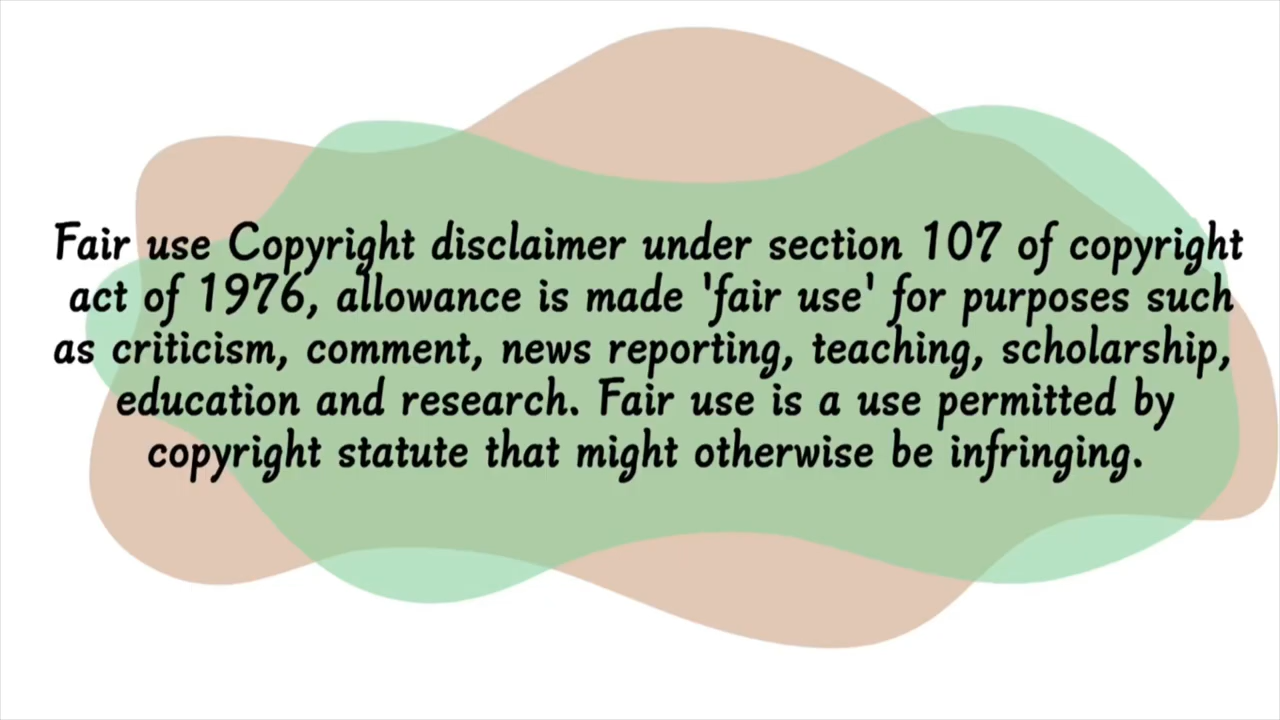 Fair use Copyright disclaimer under section 107 of copyright
act of 1976, allowance is made 'fair use' for purposes such
as criticism, comment, news reporting, teaching, scholarship,
education and research. Fair use is a use permitted by
copyright statute that might otherwise be infringing.